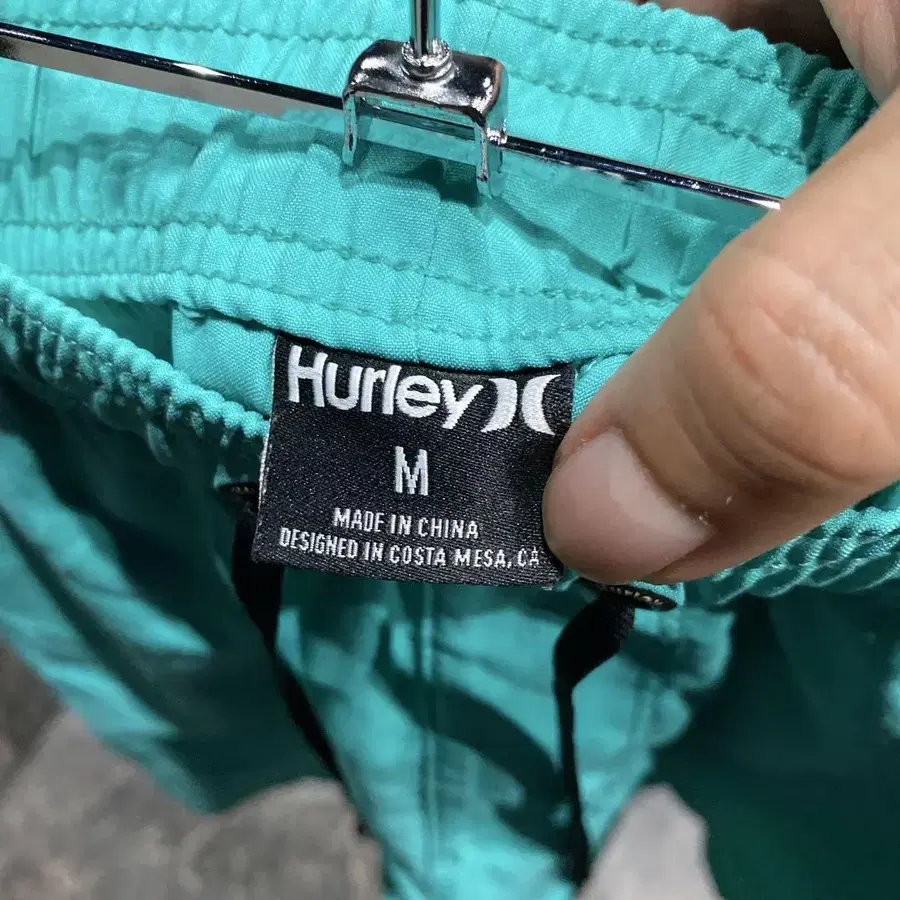 Hurley
M
MADE IN CHINA
DESIGNED IN COSTA MESA, CA